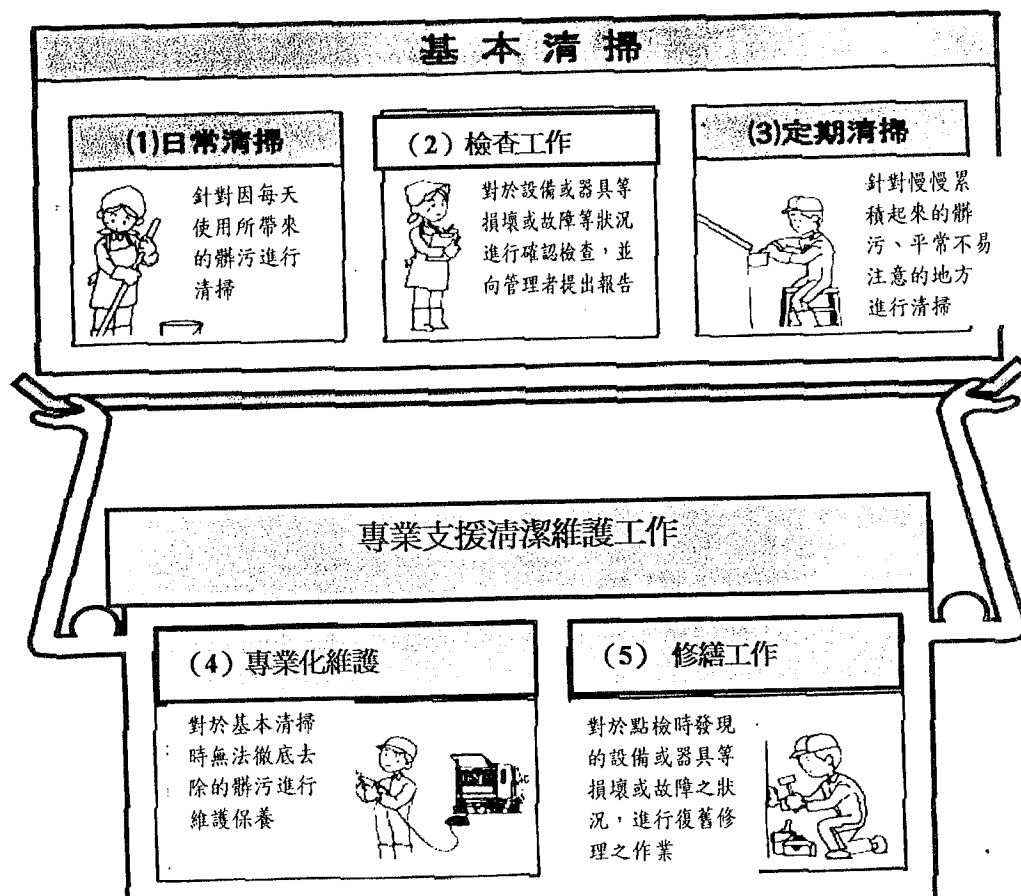 基本清掃
(1)日常清掃
針對因每天
使用所帶來
的髒污進行
清掃
(2)檢查工作
對於設備或器具等
損壞或故障等狀況
進行確認檢查，並
向管理者提出報告
(3)定期清掃
針對慢慢累
積起來的髒
污、平常不易
注意的地方
進行清掃
專業支援清潔維護工作
(4)專業化維護
對於基本清掃
時無法徹底去
除的髒污進行
維護保養
(5) 修繕工作
對於點檢時發現
的設備或器具等
損壞或故障之狀
況，進行復舊修
理之作業